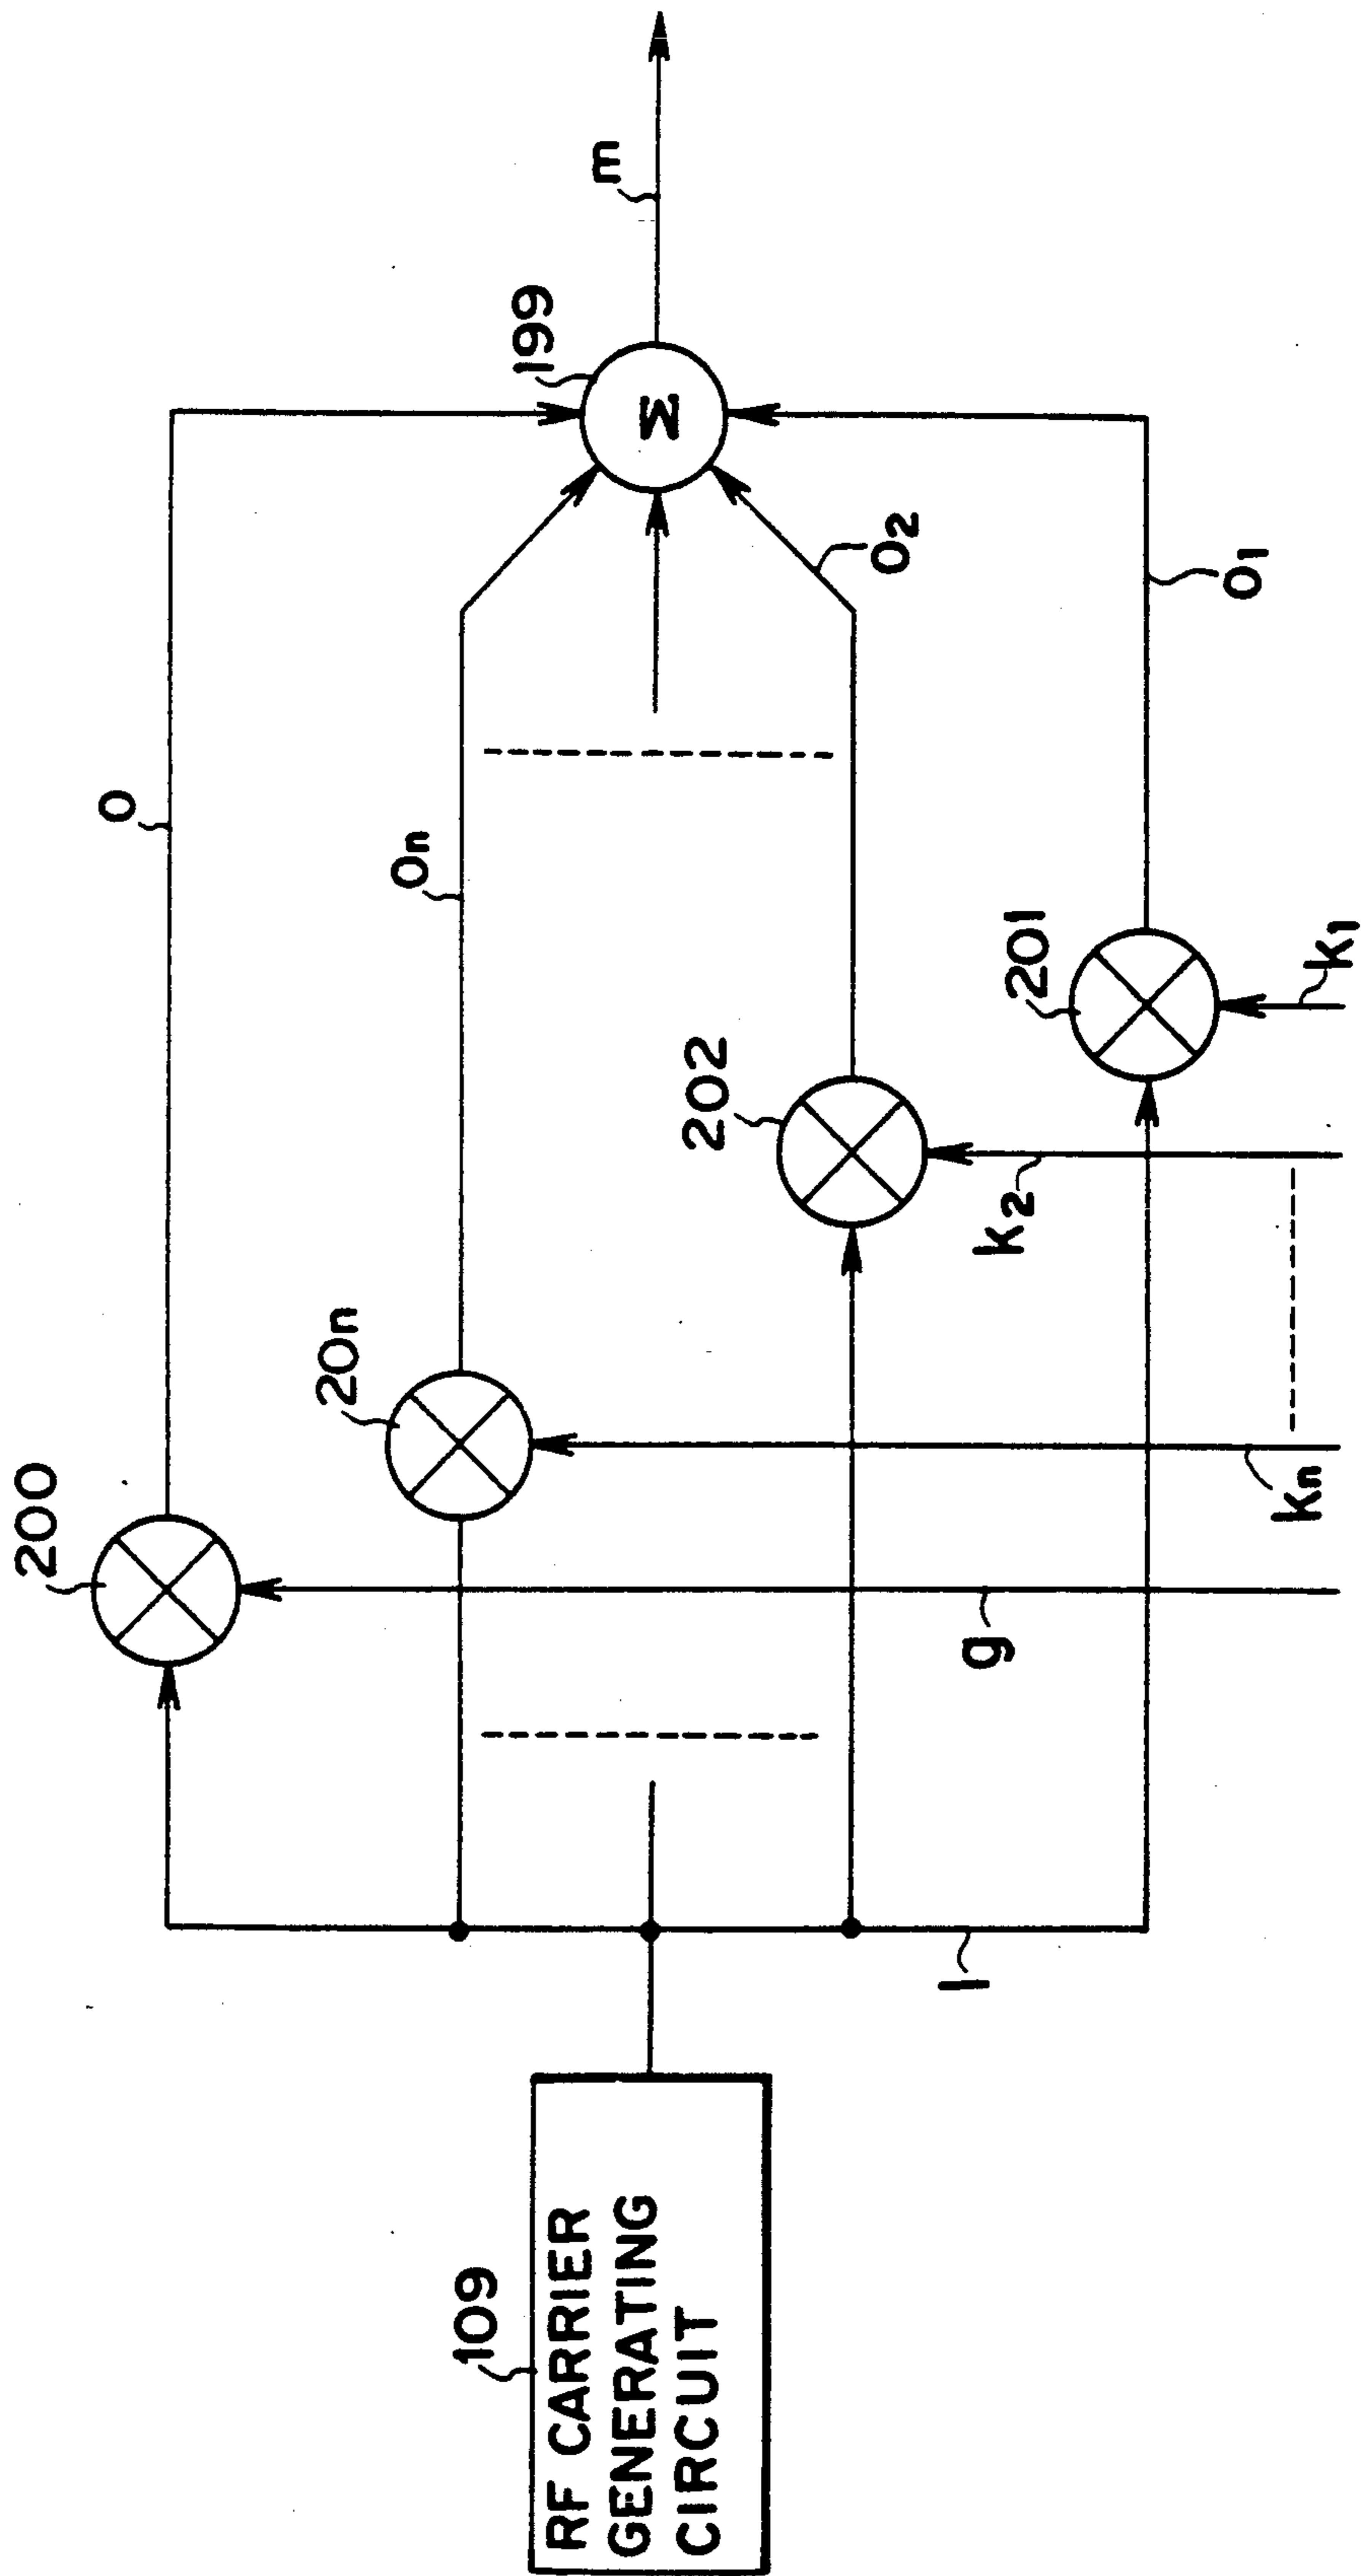 200
o
20n
on
109
RF CARRIER
GENERATING
CIRCUIT
199
Σ
m
202
o2
l
g
k2
201
o1
kn
k1